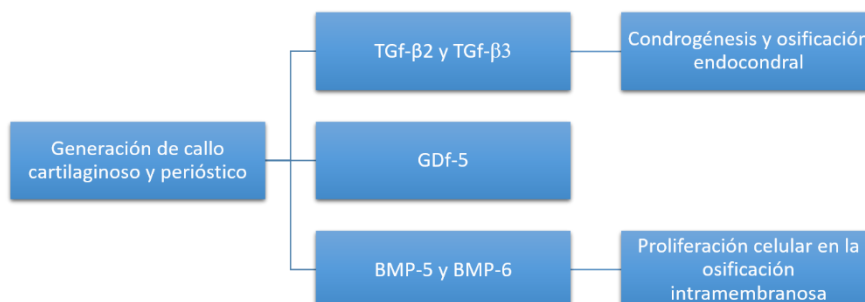 Generación de callo
cartilaginoso y perióstico
TGf-β2 y TGf-β3
Condrogénesis y osificación
endocondral
GDf-5
BMP-5 y BMP-6
Proliferación celular en la
osificación
intramembranosa